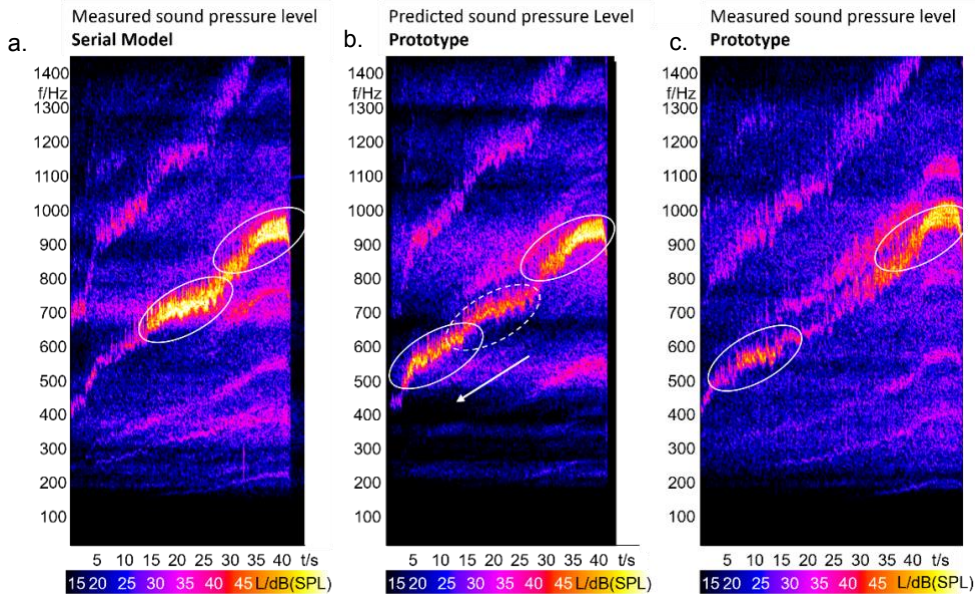 a.
Measured sound pressure level
Serial Model
1400
f/Hz
1300
1200
1100
1000
900
800
700
600
500
400
300
200
100
5 10 15 20 25 30 35 40 t/s
15 20 25 30 35 40 45 L/dB(SPL)
b.
Predicted sound pressure Level
Prototype
1400
f/Hz
1300
1200
1100
1000
900
800
700
600
500
400
300
200
100
5 10 15 20 25 30 35 40 t/s
15 20 25 30 35 40 45 L/dB(SPL)
c.
Measured sound pressure level
Prototype
1400
f/Hz
1300
1200
1100
1000
900
800
700
600
500
400
300
200
100
5 10 15 20 25 30 35 40 t/s
15 20 25 30 35 40 45 L/dB(SPL)